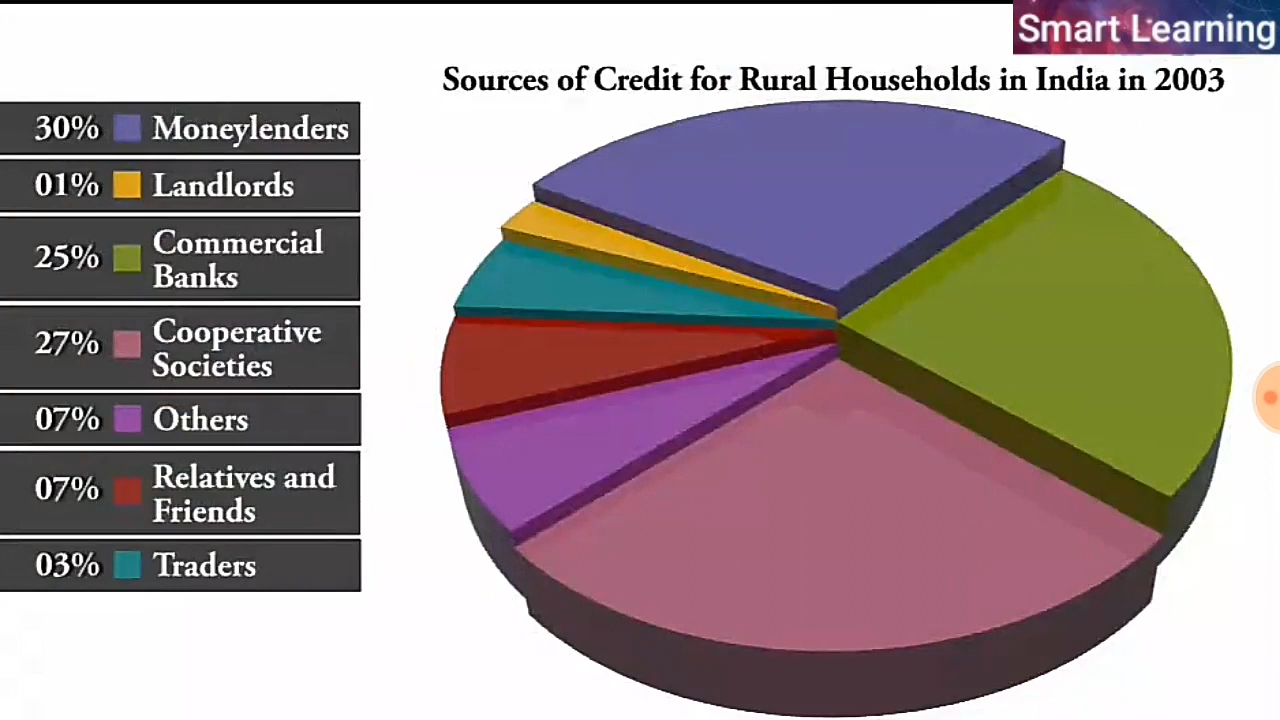 Smart Learning
Sources of Credit for Rural Households in India in 2003
30% Moneylenders
01% Landlords
25% Commercial
Banks
27% Cooperative
Societies
07% Others
07% Relatives and
Friends
03% Traders